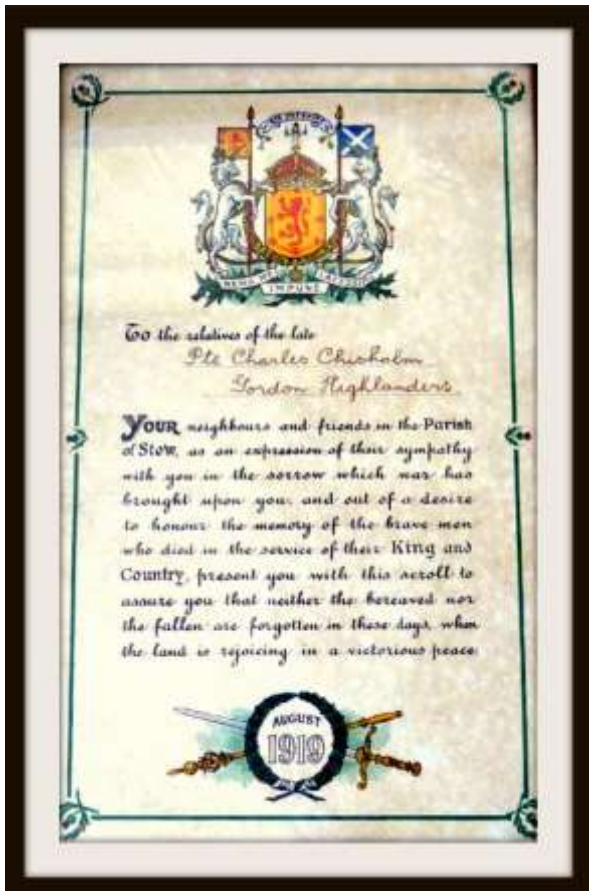 NEMO ME IMPUNE LACESSIT
To the relatives of the late
Pte Charles Chisholm
Gordon Highlanders
YOUR neighbours and friends in the Parish
of Stow, as an expression of their sympathy
with you in the sorrow which war has
brought upon you, and out of a desire
to honour the memory of the brave men
who died in the service of their King and
Country, present you with this scroll to
assure you that neither the bereaved nor
the fallen are forgotten in these days, when
the land is rejoicing in a victorious peace.
AUGUST
1919